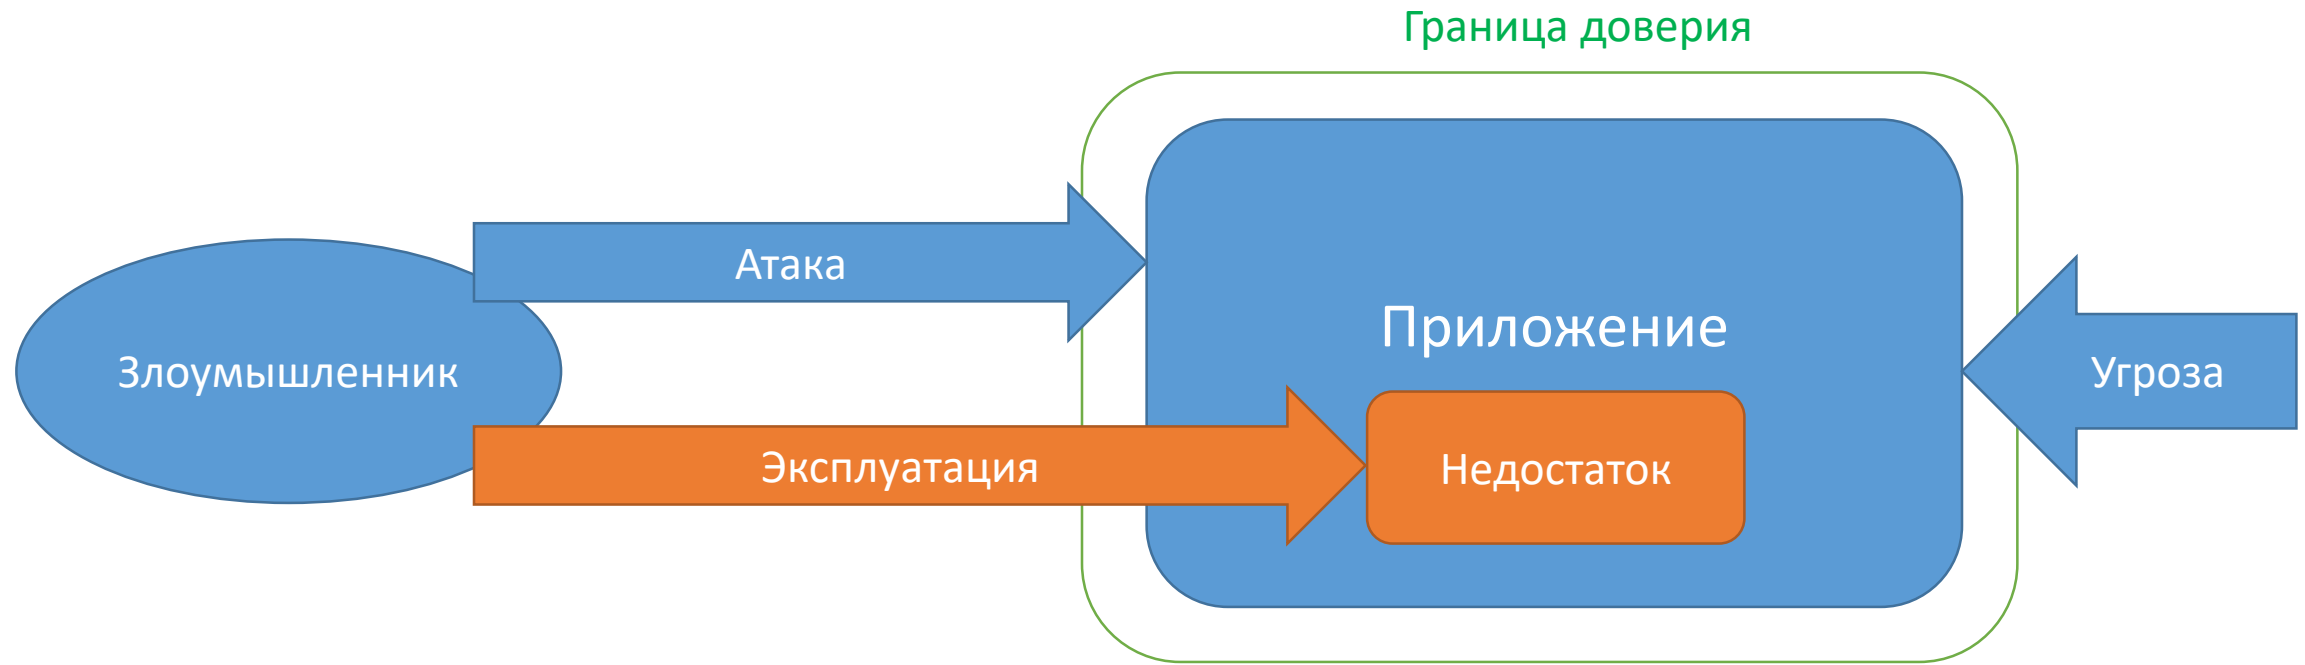 Граница доверия
Атака
Приложение
Злоумышленник
Угроза
Эксплуатация
Недостаток